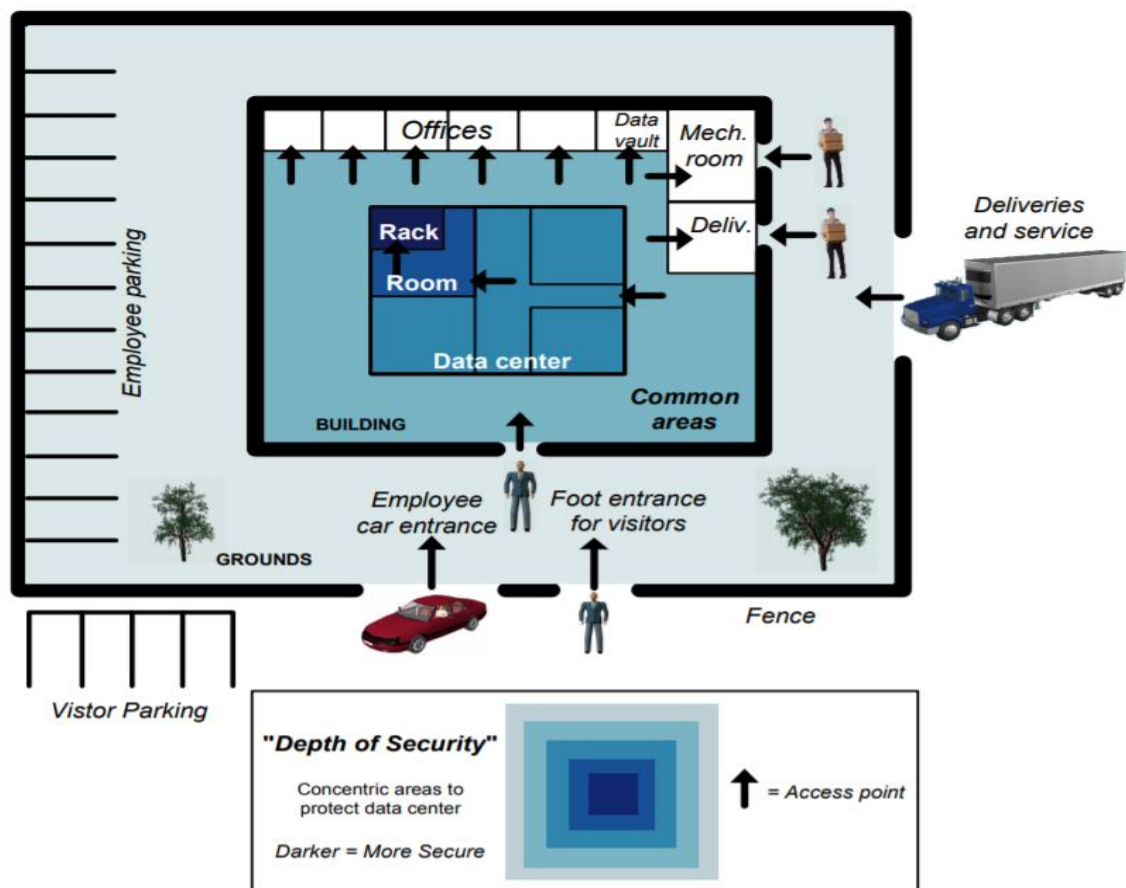 Offices
Data
vault
Mech.
room
Deliv.
Deliveries
and service
Employee parking
Rack
Room
Data center
Common
areas
BUILDING
Employee
car entrance
Foot entrance
for visitors
GROUNDS
Fence
Vistor Parking
"Depth of Security"
Concentric areas to
protect data center
Darker = More Secure
= Access point